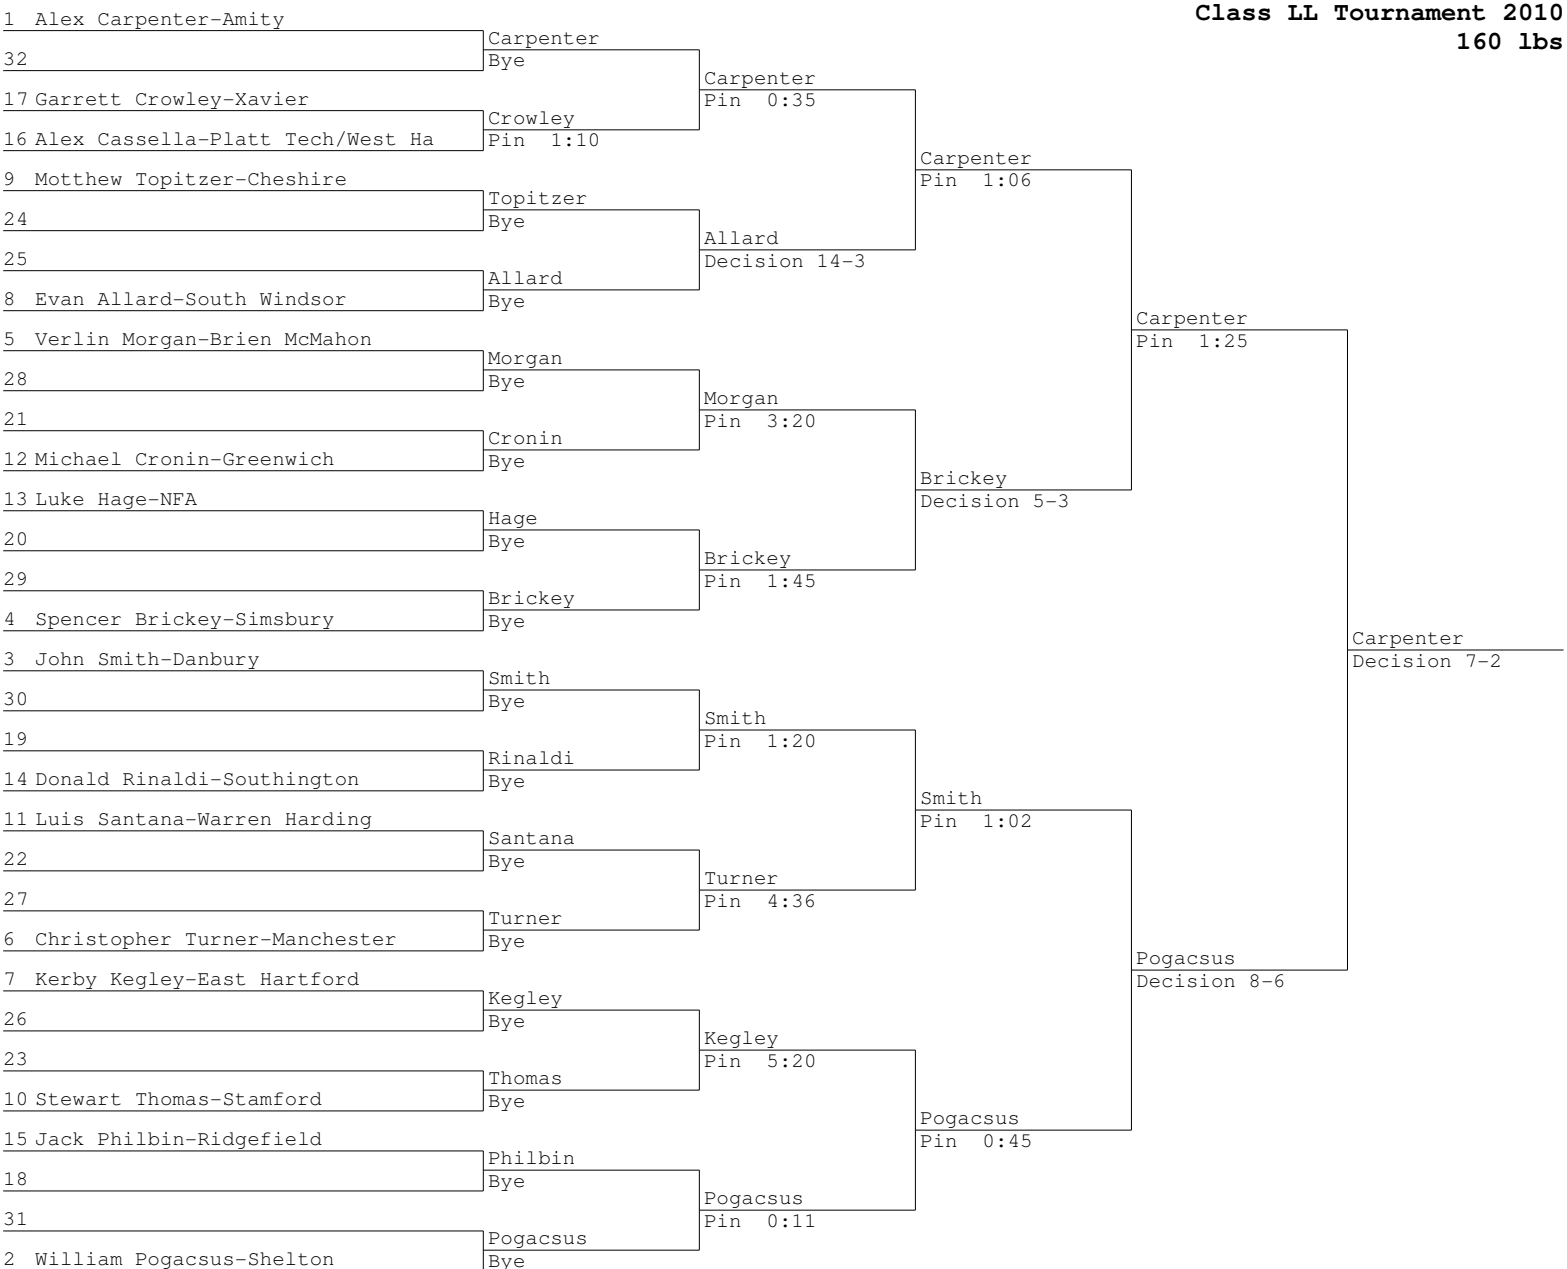 Class LL Tournament 2010
160 lbs
1 Alex Carpenter-Amity
32
17 Garrett Crowley-Xavier
16 Alex Cassella-Platt Tech/West Ha
9 Motthew Topitzer-Cheshire
24
25
8 Evan Allard-South Windsor
5 Verlin Morgan-Brien McMahon
28
21
12 Michael Cronin-Greenwich
13 Luke Hage-NFA
20
29
4 Spencer Brickey-Simsbury
3 John Smith-Danbury
30
19
14 Donald Rinaldi-Southington
11 Luis Santana-Warren Harding
22
27
6 Christopher Turner-Manchester
7 Kerby Kegley-East Hartford
26
23
10 Stewart Thomas-Stamford
15 Jack Philbin-Ridgefield
18
31
2 William Pogacsus-Shelton
Carpenter
Bye
Crowley
Pin 1:10
Topitzer
Bye
Allard
Bye
Morgan
Bye
Cronin
Bye
Hage
Bye
Brickey
Bye
Smith
Bye
Rinaldi
Bye
Santana
Bye
Turner
Bye
Kegley
Bye
Thomas
Bye
Philbin
Bye
Pogacsus
Bye
Carpenter
Pin 0:35
Allard
Decision 14-3
Morgan
Pin 3:20
Brickey
Pin 1:45
Smith
Pin 1:20
Turner
Pin 4:36
Kegley
Pin 5:20
Pogacsus
Pin 0:11
Carpenter
Pin 1:06
Brickey
Decision 5-3
Smith
Pin 1:02
Pogacsus
Pin 0:45
Carpenter
Pin 1:25
Pogacsus
Decision 8-6
Carpenter
Decision 7-2